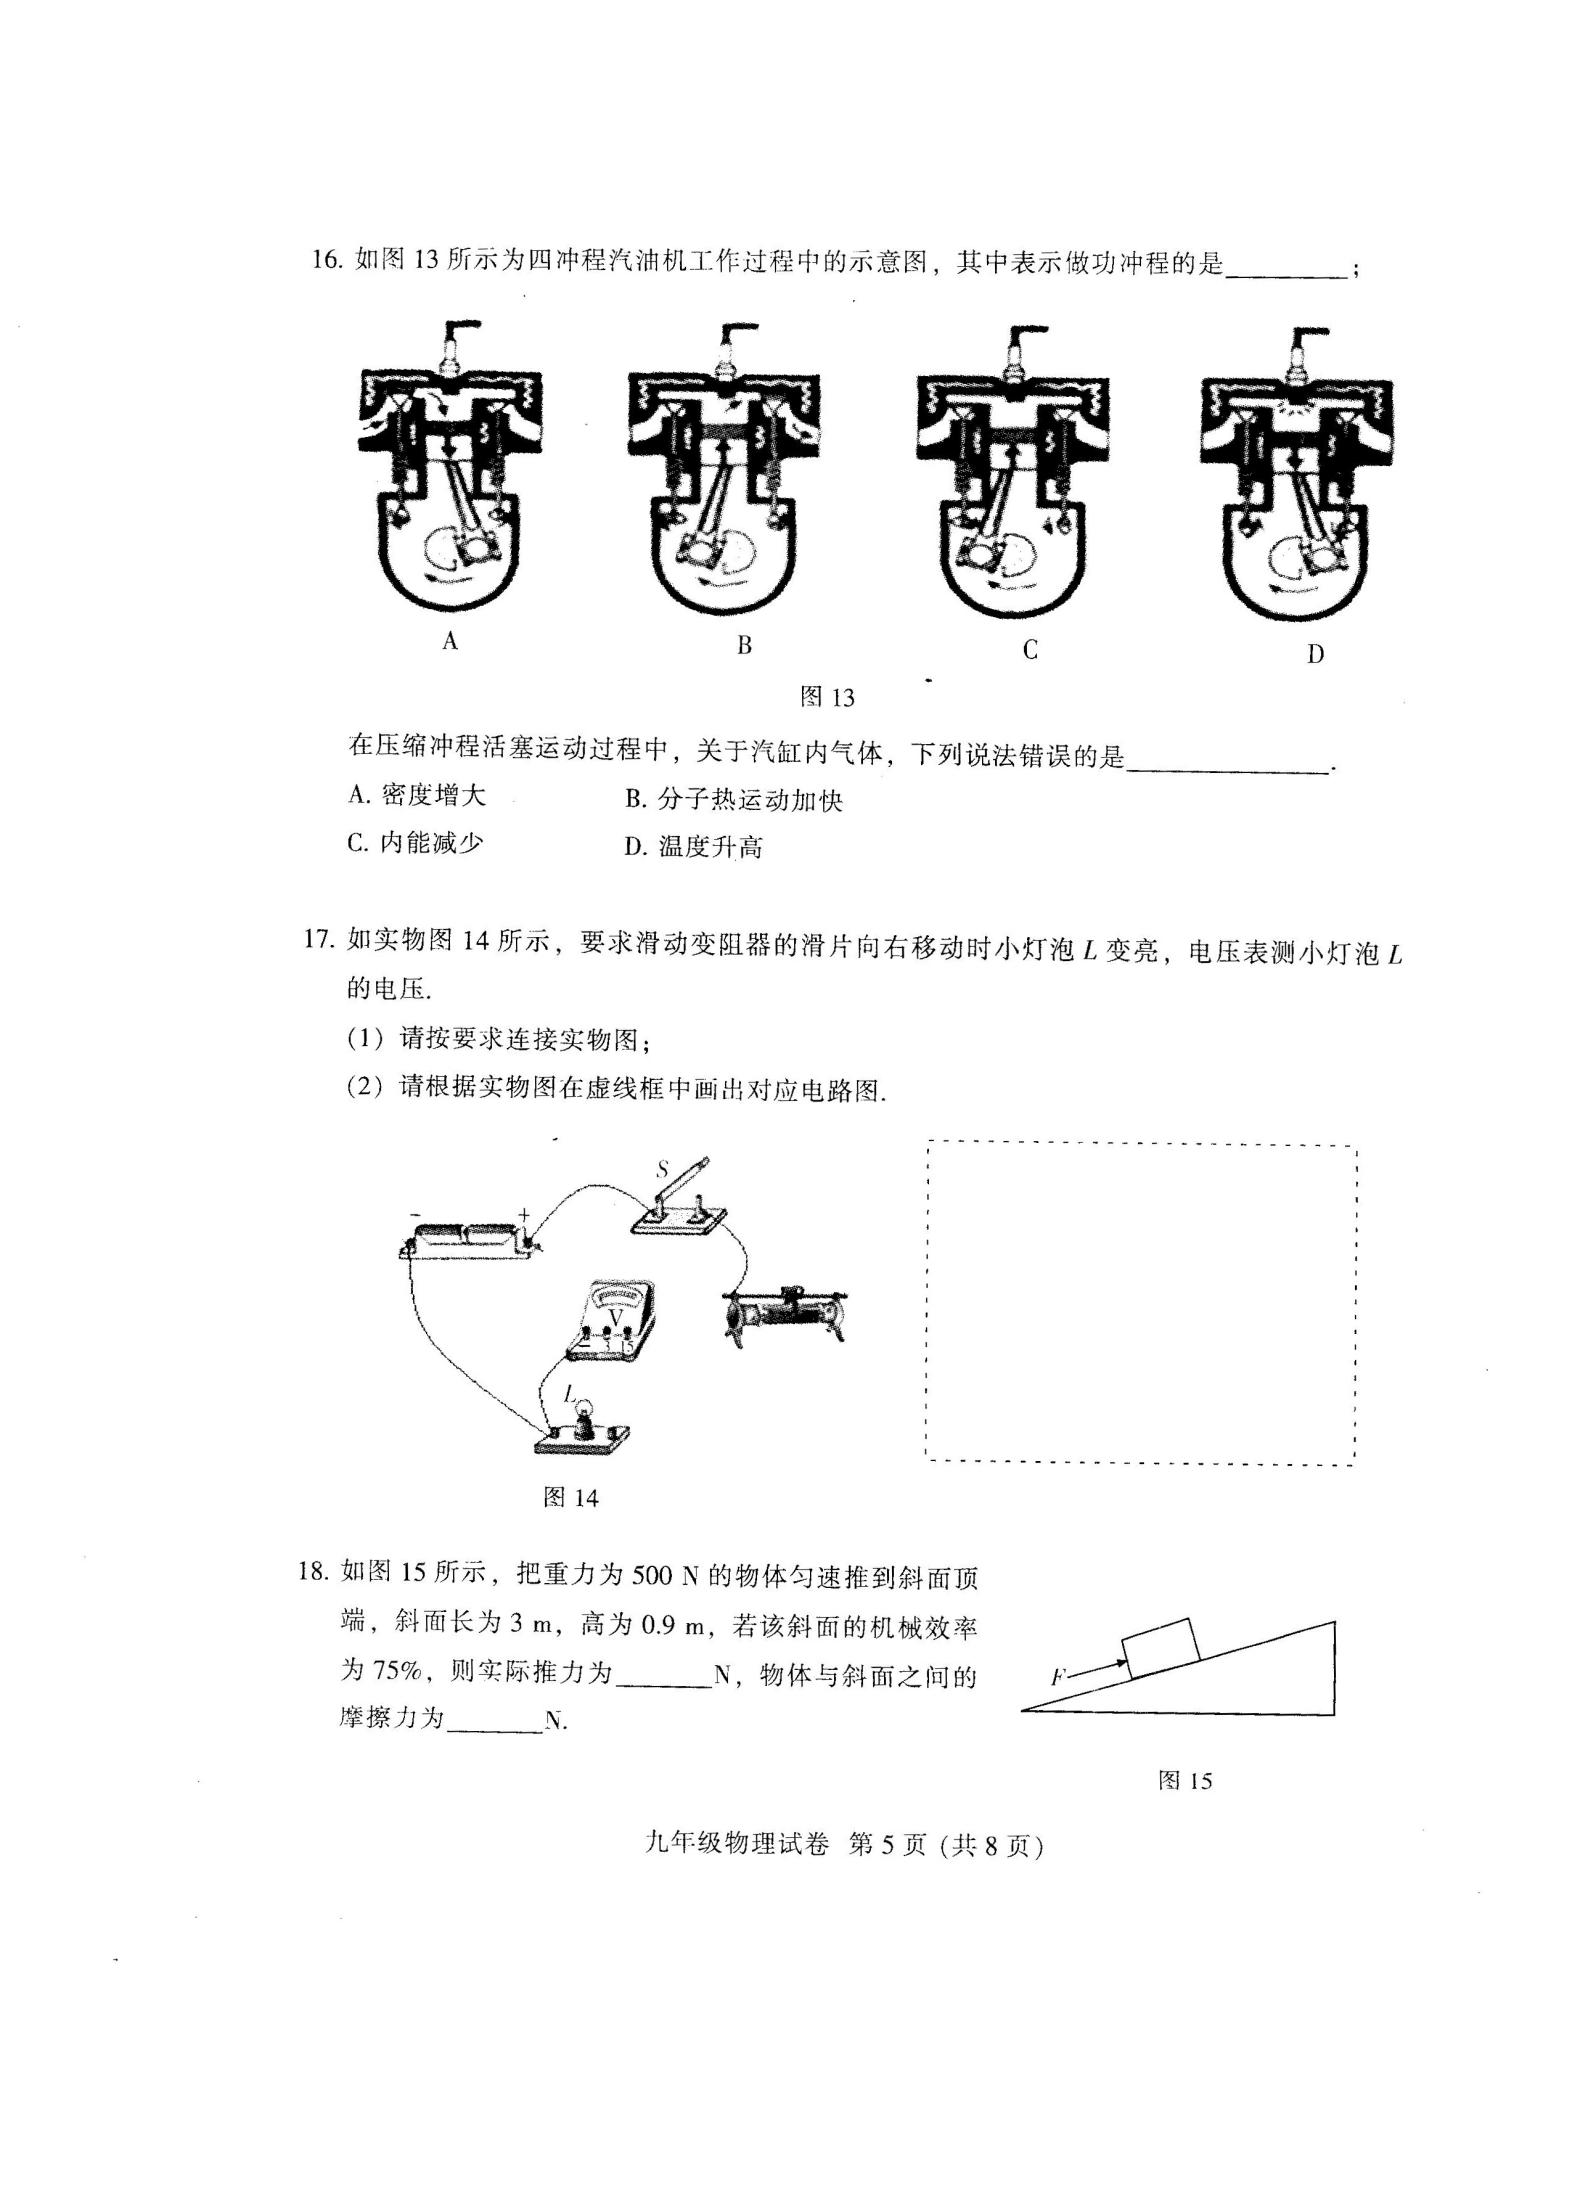 16. 如图 13 所示为四冲程汽油机工作过程中的示意图，其中表示做功冲程的是________；
A
B
C
D
图 13
在压缩冲程活塞运动过程中，关于汽缸内气体，下列说法错误的是________.
A. 密度增大 B. 分子热运动加快
C. 内能减少 D. 温度升高
17. 如实物图 14 所示，要求滑动变阻器的滑片向右移动时小灯泡 L 变亮，电压表测小灯泡 L
的电压.
(1) 请按要求连接实物图；
(2) 请根据实物图在虚线框中画出对应电路图.
S
− +
V
− 3 15
L
图 14
18. 如图 15 所示，把重力为 500 N 的物体匀速推到斜面顶
端，斜面长为 3 m，高为 0.9 m，若该斜面的机械效率
为 75%，则实际推力为______N，物体与斜面之间的
摩擦力为______N.
F
图 15
九年级物理试卷 第 5 页 (共 8 页)